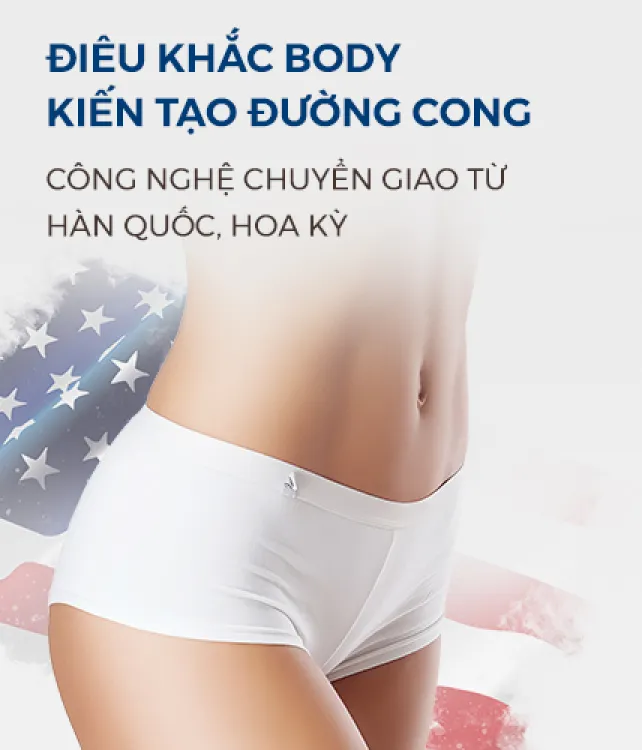 ĐIÊU KHẮC BODY
KIẾN TẠO ĐƯỜNG CONG
CÔNG NGHỆ CHUYỂN GIAO TỪ
HÀN QUỐC, HOA KỲ